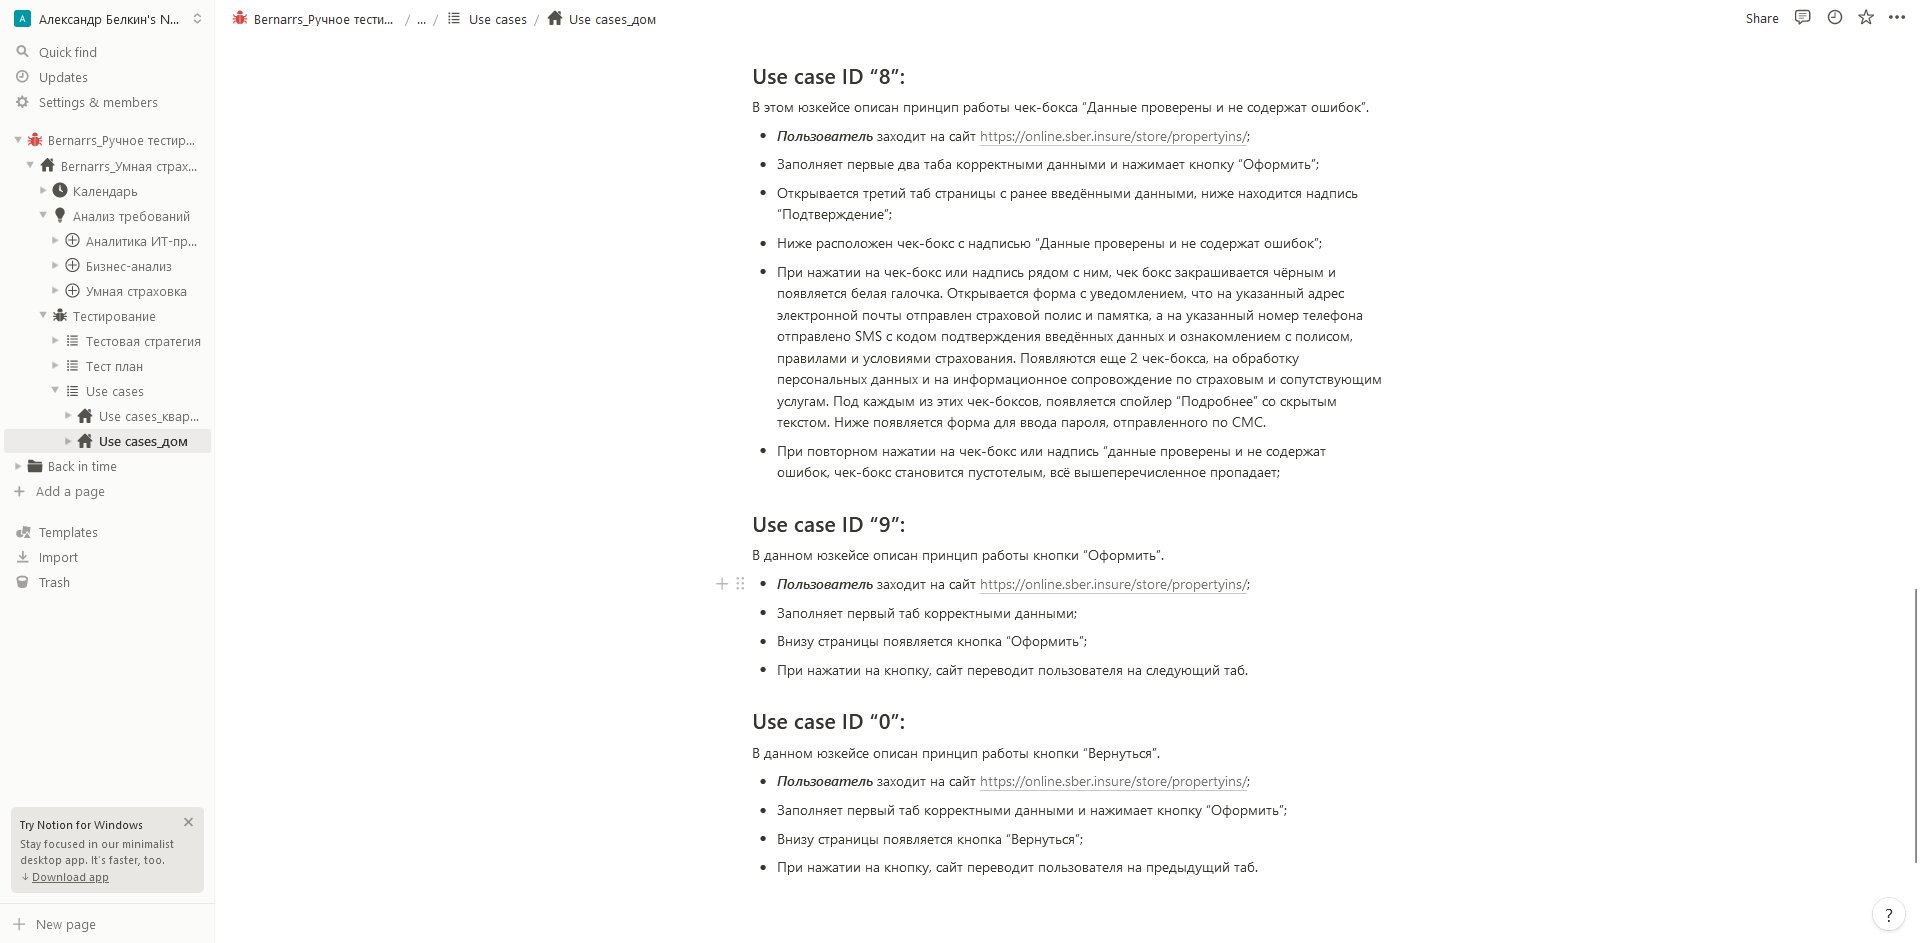 A Александр Белкин's N...
Quick find
Updates
Settings & members
Bernarrs_Ручное тестир...
Bernarrs_Умная страх...
Календарь
Анализ требований
Аналитика ИТ-пр...
Бизнес-анализ
Умная страховка
Тестирование
Тестовая стратегия
Тест план
Use cases
Use cases_квар...
Use cases_дом
Back in time
Add a page
Templates
Import
Trash
Try Notion for Windows
Stay focused in our minimalist
desktop app. It's faster, too.
↓ Download app
New page
Bernarrs_Ручное тести... / ... / Use cases / Use cases_дом
Share
Use case ID “8”:
В этом юзкейсе описан принцип работы чек-бокса “Данные проверены и не содержат ошибок”.
• Пользователь заходит на сайт https://online.sber.insure/store/propertyins/;
• Заполняет первые два таба корректными данными и нажимает кнопку “Оформить”;
• Открывается третий таб страницы с ранее введёнными данными, ниже находится надпись
“Подтверждение”;
• Ниже расположен чек-бокс с надписью “Данные проверены и не содержат ошибок”;
• При нажатии на чек-бокс или надпись рядом с ним, чек бокс закрашивается чёрным и
появляется белая галочка. Открывается форма с уведомлением, что на указанный адрес
электронной почты отправлен страховой полис и памятка, а на указанный номер телефона
отправлено SMS с кодом подтверждения введённых данных и ознакомлением с полисом,
правилами и условиями страхования. Появляются еще 2 чек-бокса, на обработку
персональных данных и на информационное сопровождение по страховым и сопутствующим
услугам. Под каждым из этих чек-боксов, появляется спойлер “Подробнее” со скрытым
текстом. Ниже появляется форма для ввода пароля, отправленного по СМС.
• При повторном нажатии на чек-бокс или надпись “данные проверены и не содержат
ошибок, чек-бокс становится пустотелым, всё вышеперечисленное пропадает;
Use case ID “9”:
В данном юзкейсе описан принцип работы кнопки “Оформить”.
• Пользователь заходит на сайт https://online.sber.insure/store/propertyins/;
• Заполняет первый таб корректными данными;
• Внизу страницы появляется кнопка “Оформить”;
• При нажатии на кнопку, сайт переводит пользователя на следующий таб.
Use case ID “0”:
В данном юзкейсе описан принцип работы кнопки “Вернуться”.
• Пользователь заходит на сайт https://online.sber.insure/store/propertyins/;
• Заполняет первый таб корректными данными и нажимает кнопку “Оформить”;
• Внизу страницы появляется кнопка “Вернуться”;
• При нажатии на кнопку, сайт переводит пользователя на предыдущий таб.
?